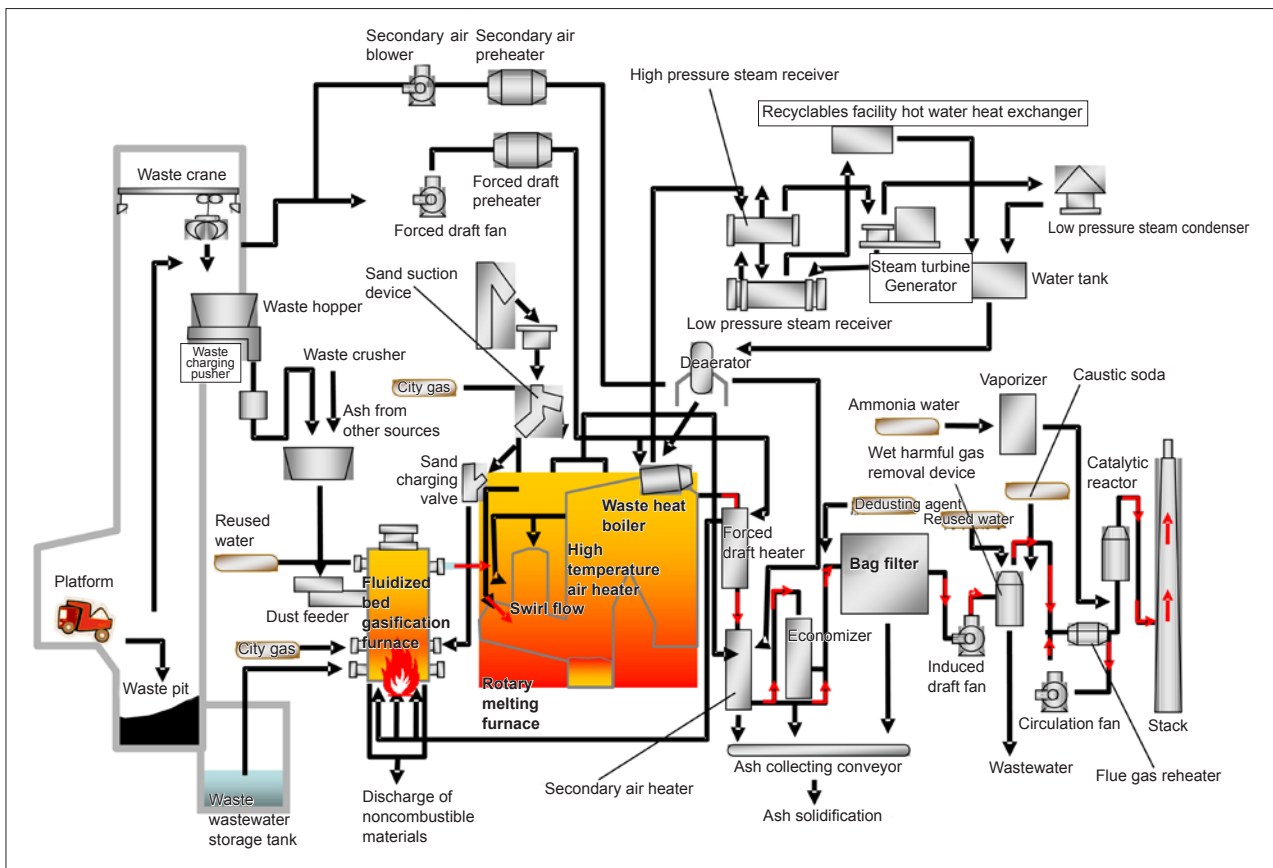 Secondary air
blower
Secondary air
preheater
High pressure steam receiver
Recyclables facility hot water heat exchanger
Waste crane
Forced draft
preheater
Forced draft fan
Low pressure steam condenser
Sand suction
device
Steam turbine
Generator
Water tank
Waste hopper
Low pressure steam receiver
Waste
charging
pusher
Waste crusher
Deaerator
City gas
Vaporizer
Caustic soda
Ammonia water
Ash from
other sources
Wet harmful gas
removal device
Catalytic
reactor
Sand
charging
valve
Waste heat
boiler
Dedusting agent
Reused water
Reused
water
Forced
draft heater
High
temperature
air heater
Bag filter
Platform
Fluidized
bed
gasification
furnace
Swirl flow
Dust feeder
Economizer
City gas
Induced
draft fan
Waste pit
Rotary
melting
furnace
Circulation fan
Stack
Secondary air heater
Ash collecting conveyor
Wastewater
Flue gas reheater
Waste
wastewater
storage tank
Discharge of
noncombustible
materials
Ash solidification